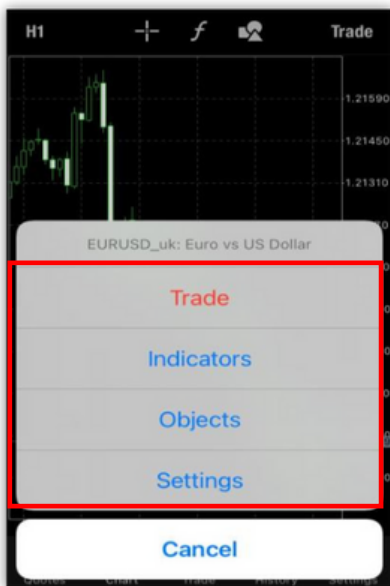 H1 Trade
1.21590
1.21450
1.21310
EURUSD_uk: Euro vs US Dollar
Trade
Indicators
Objects
Settings
Cancel
Quotes Chart Trade History Settings